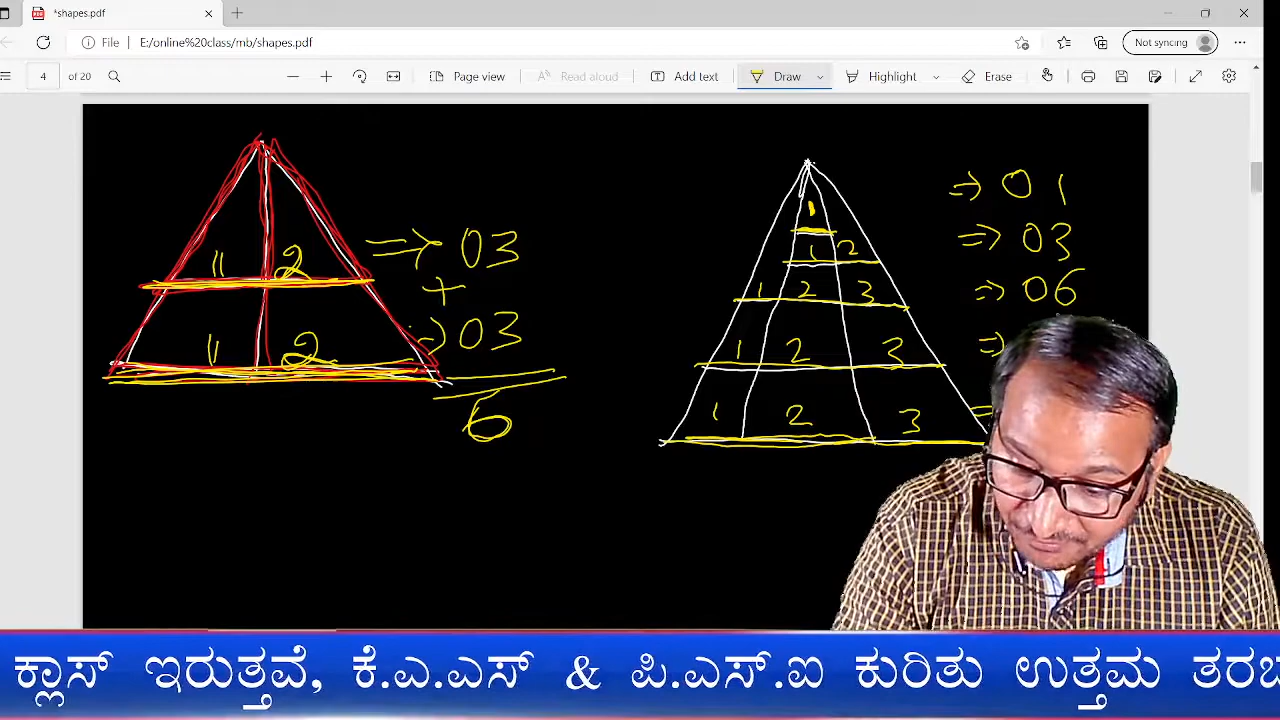 *shapes.pdf
File E:/online%20class/mb/shapes.pdf Not syncing
4 of 20 Page view Read aloud Add text Draw Highlight Erase
1 2 ⇒ 03
+
1 2 ⇒ 03
6
1 ⇒ 01
1 2 ⇒ 03
1 2 3 ⇒ 06
1 2 3 ⇒
1 2 3 =
ಕ್ಲಾಸ್ ಇರುತ್ತವೆ, ಕೆ.ಎ.ಎಸ್ & ಪಿ.ಎಸ್.ಐ ಕುರಿತು ಉತ್ತಮ